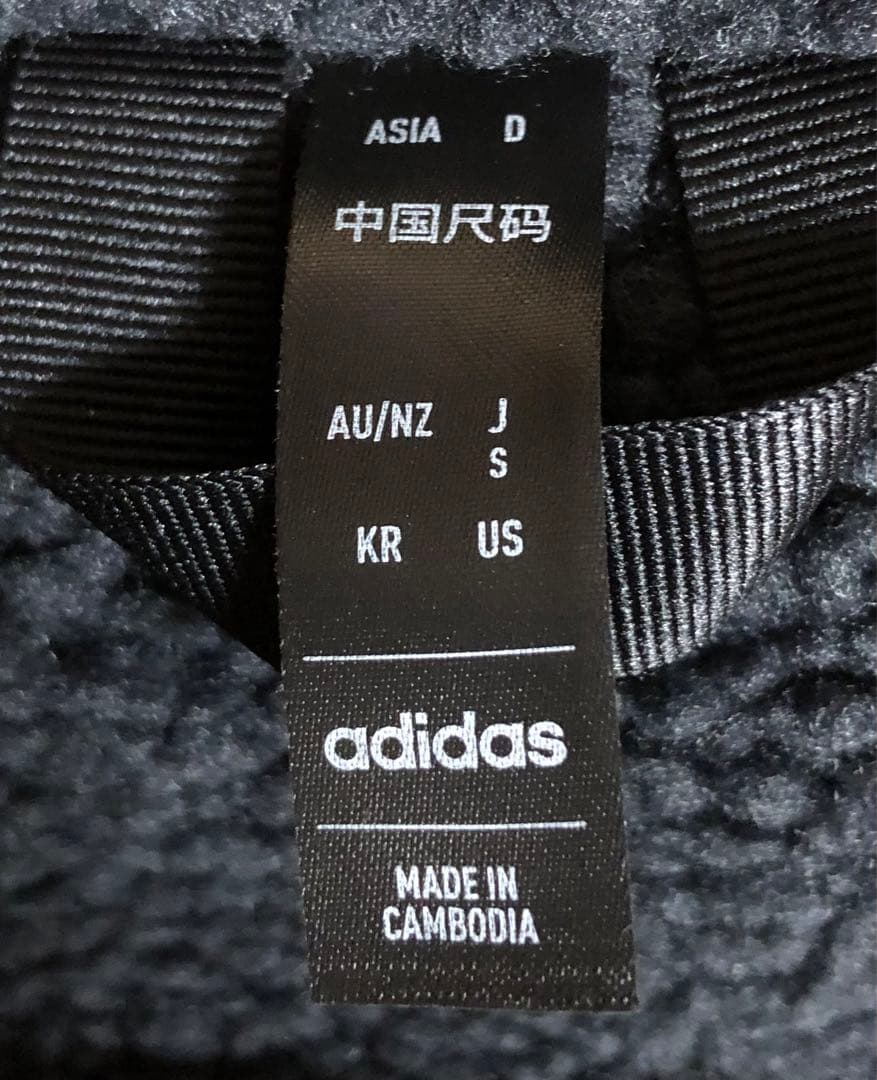 ASIA D
中国尺码
AU/NZ J
S
KR US
adidas
MADE IN
CAMBODIA